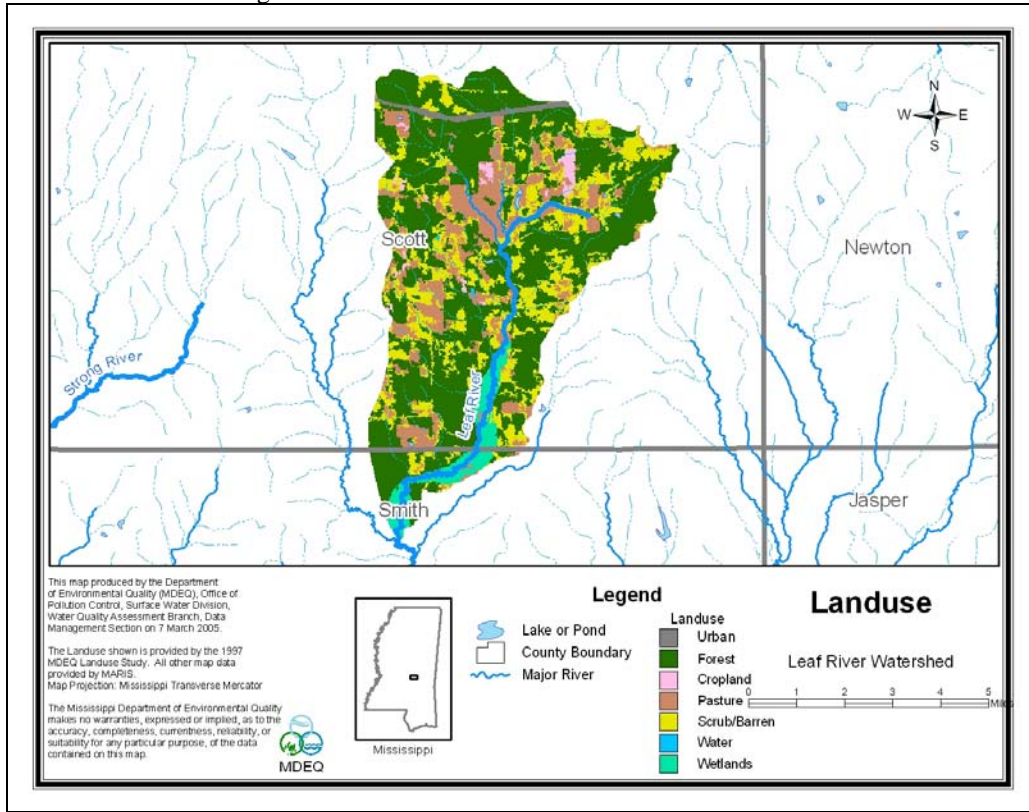 N
W E
S
Scott
Newton
Strong River
Leaf River
Smith
Jasper
This map produced by the Department
of Environmental Quality (MDEQ), Office of
Pollution Control, Surface Water Division,
Water Quality Assessment Branch, Data
Management Section on 7 March 2005.
The Landuse shown is provided by the 1997
MDEQ Landuse Study. All other map data
provided by MARIS.
Map Projection: Mississippi Transverse Mercator
The Mississippi Department of Environmental Quality
makes no warranties, expressed or implied, as to the
accuracy, completeness, currentness, reliability, or
suitability for any particular purpose, of the data
contained on this map.
MDEQ
Mississippi
Legend
Lake or Pond
County Boundary
Major River
Landuse
Urban
Forest
Cropland
Pasture
Scrub/Barren
Water
Wetlands
Landuse
Leaf River Watershed
0 1 2 3 4 5
Miles